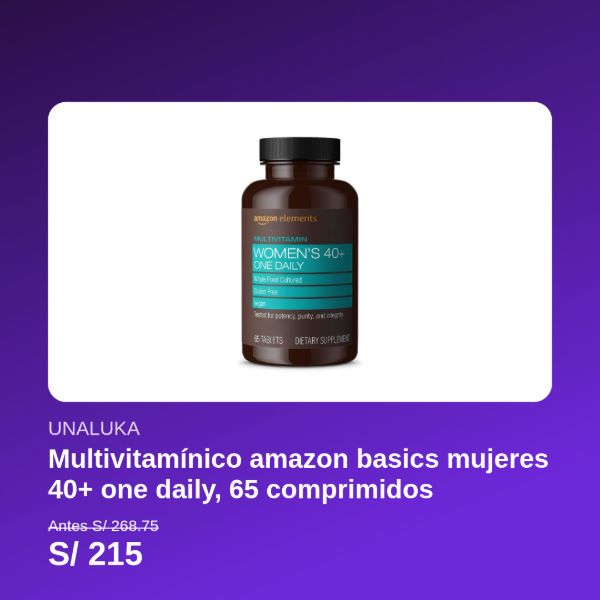 amazon elements
MULTIVITAMIN
WOMEN'S 40+
ONE DAILY
Whole Food Cultured
Gluten Free
Vegan
Tested for potency, purity, and integrity
65 TABLETS DIETARY SUPPLEMENT
UNALUKA
Multivitamínico amazon basics mujeres
40+ one daily, 65 comprimidos
Antes S/ 268.75
S/ 215